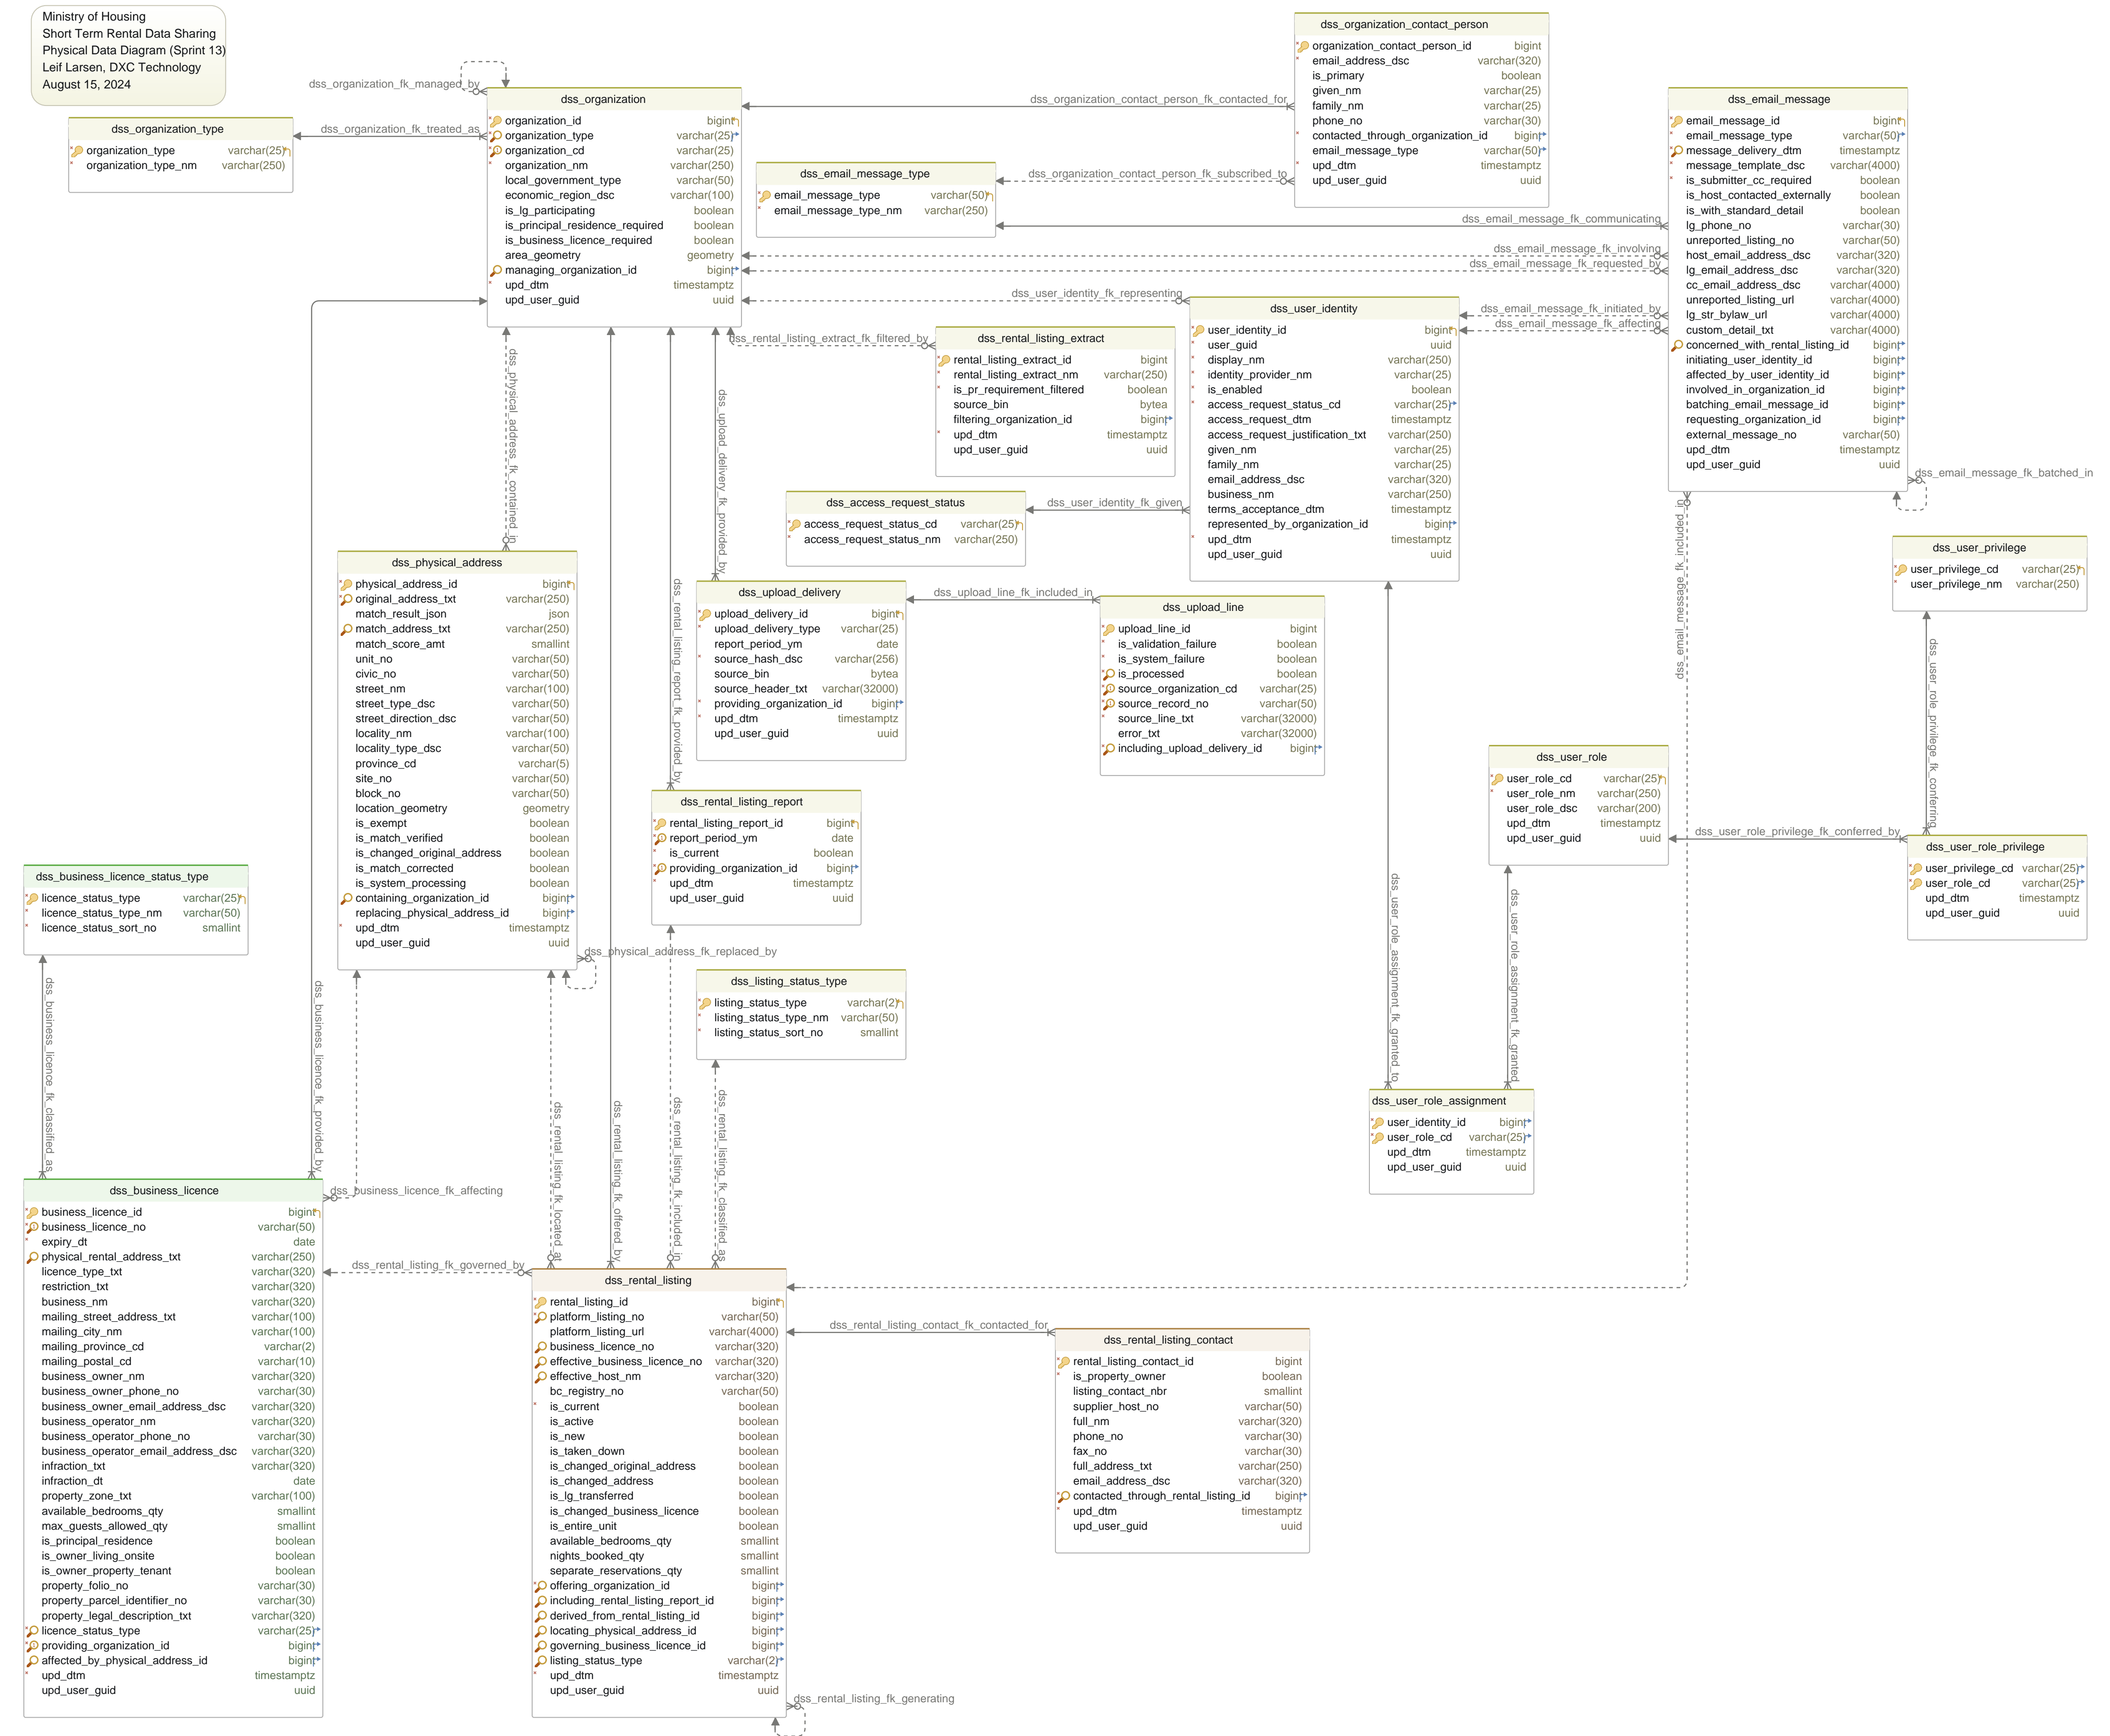 Ministry of Housing
Short Term Rental Data Sharing
Physical Data Diagram (Sprint 13)
Leif Larsen, DXC Technology
August 15, 2024
dss_organization_fk_managed_by
dss_organization_fk_treated_as
dss_organization_type
organization_type varchar(25)
organization_type_nm varchar(250)
dss_organization
organization_id bigint
organization_type varchar(25)
organization_cd varchar(25)
organization_nm varchar(250)
local_government_type varchar(50)
economic_region_dsc varchar(100)
is_lg_participating boolean
is_principal_residence_required boolean
is_business_licence_required boolean
area_geometry geometry
managing_organization_id bigint
upd_dtm timestamptz
upd_user_guid uuid
dss_organization_contact_person_fk_contacted_for
dss_organization_contact_person
organization_contact_person_id bigint
email_address_dsc varchar(320)
is_primary boolean
given_nm varchar(25)
family_nm varchar(25)
phone_no varchar(30)
contacted_through_organization_id bigint
email_message_type varchar(50)
upd_dtm timestamptz
upd_user_guid uuid
dss_email_message_type
email_message_type varchar(50)
email_message_type_nm varchar(250)
dss_organization_contact_person_fk_subscribed_to
dss_email_message_fk_communicating
dss_email_message_fk_involving
dss_email_message_fk_requested_by
dss_email_message
email_message_id bigint
email_message_type varchar(50)
message_delivery_dtm timestamptz
message_template_dsc varchar(4000)
is_submitter_cc_required boolean
is_host_contacted_externally boolean
is_with_standard_detail boolean
lg_phone_no varchar(30)
unreported_listing_no varchar(50)
host_email_address_dsc varchar(320)
lg_email_address_dsc varchar(320)
cc_email_address_dsc varchar(4000)
unreported_listing_url varchar(4000)
lg_str_bylaw_url varchar(4000)
custom_detail_txt varchar(4000)
concerned_with_rental_listing_id bigint
initiating_user_identity_id bigint
affected_by_user_identity_id bigint
involved_in_organization_id bigint
batching_email_message_id bigint
requesting_organization_id bigint
external_message_no varchar(50)
upd_dtm timestamptz
upd_user_guid uuid
dss_email_message_fk_batched_in
dss_user_identity_fk_representing
dss_email_message_fk_initiated_by
dss_email_message_fk_affecting
dss_user_identity
user_identity_id bigint
user_guid uuid
display_nm varchar(250)
identity_provider_nm varchar(25)
is_enabled boolean
access_request_status_cd varchar(25)
access_request_dtm timestamptz
access_request_justification_txt varchar(250)
given_nm varchar(25)
family_nm varchar(25)
email_address_dsc varchar(320)
business_nm varchar(250)
terms_acceptance_dtm timestamptz
represented_by_organization_id bigint
upd_dtm timestamptz
upd_user_guid uuid
dss_rental_listing_extract_fk_filtered_by
dss_rental_listing_extract
rental_listing_extract_id bigint
rental_listing_extract_nm varchar(250)
is_pr_requirement_filtered boolean
source_bin bytea
filtering_organization_id bigint
upd_dtm timestamptz
upd_user_guid uuid
dss_access_request_status
access_request_status_cd varchar(25)
access_request_status_nm varchar(250)
dss_user_identity_fk_given
dss_physical_address_fk_contained_in
dss_upload_delivery_fk_provided_by
dss_rental_listing_report_fk_provided_by
dss_email_message_fk_included_in
dss_user_privilege
user_privilege_cd varchar(25)
user_privilege_nm varchar(250)
dss_physical_address
physical_address_id bigint
original_address_txt varchar(250)
match_result_json json
match_address_txt varchar(250)
match_score_amt smallint
unit_no varchar(50)
civic_no varchar(50)
street_nm varchar(100)
street_type_dsc varchar(50)
street_direction_dsc varchar(50)
locality_nm varchar(100)
locality_type_dsc varchar(50)
province_cd varchar(5)
site_no varchar(50)
block_no varchar(50)
location_geometry geometry
is_exempt boolean
is_match_verified boolean
is_changed_original_address boolean
is_match_corrected boolean
is_system_processing boolean
containing_organization_id bigint
replacing_physical_address_id bigint
upd_dtm timestamptz
upd_user_guid uuid
dss_physical_address_fk_replaced_by
dss_upload_delivery
upload_delivery_id bigint
upload_delivery_type varchar(25)
report_period_ym date
source_hash_dsc varchar(256)
source_bin bytea
source_header_txt varchar(32000)
providing_organization_id bigint
upd_dtm timestamptz
upd_user_guid uuid
dss_upload_line_fk_included_in
dss_upload_line
upload_line_id bigint
is_validation_failure boolean
is_system_failure boolean
is_processed boolean
source_organization_cd varchar(25)
source_record_no varchar(50)
source_line_txt varchar(32000)
error_txt varchar(32000)
including_upload_delivery_id bigint
dss_user_role
user_role_cd varchar(25)
user_role_nm varchar(250)
user_role_dsc varchar(200)
upd_dtm timestamptz
upd_user_guid uuid
dss_user_role_privilege_fk_conferring
dss_user_role_privilege_fk_conferred_by
dss_user_role_privilege
user_privilege_cd varchar(25)
user_role_cd varchar(25)
upd_dtm timestamptz
upd_user_guid uuid
dss_rental_listing_report
rental_listing_report_id bigint
report_period_ym date
is_current boolean
providing_organization_id bigint
upd_dtm timestamptz
upd_user_guid uuid
dss_business_licence_status_type
licence_status_type varchar(25)
licence_status_type_nm varchar(50)
licence_status_sort_no smallint
dss_listing_status_type
listing_status_type varchar(2)
listing_status_type_nm varchar(50)
listing_status_sort_no smallint
dss_user_role_assignment_fk_granted_to
dss_user_role_assignment_fk_granted
dss_user_role_assignment
user_identity_id bigint
user_role_cd varchar(25)
upd_dtm timestamptz
upd_user_guid uuid
dss_business_licence_fk_classified_as
dss_business_licence_fk_provided_by
dss_business_licence_fk_affecting
dss_rental_listing_fk_located_at
dss_rental_listing_fk_offered_by
dss_rental_listing_fk_included_in
dss_rental_listing_fk_classified_as
dss_rental_listing_fk_governed_by
dss_business_licence
business_licence_id bigint
business_licence_no varchar(50)
expiry_dt date
physical_rental_address_txt varchar(250)
licence_type_txt varchar(320)
restriction_txt varchar(320)
business_nm varchar(320)
mailing_street_address_txt varchar(100)
mailing_city_nm varchar(100)
mailing_province_cd varchar(2)
mailing_postal_cd varchar(10)
business_owner_nm varchar(320)
business_owner_phone_no varchar(30)
business_owner_email_address_dsc varchar(320)
business_operator_nm varchar(320)
business_operator_phone_no varchar(30)
business_operator_email_address_dsc varchar(320)
infraction_txt varchar(320)
infraction_dt date
property_zone_txt varchar(100)
available_bedrooms_qty smallint
max_guests_allowed_qty smallint
is_principal_residence boolean
is_owner_living_onsite boolean
is_owner_property_tenant boolean
property_folio_no varchar(30)
property_parcel_identifier_no varchar(30)
property_legal_description_txt varchar(320)
licence_status_type varchar(25)
providing_organization_id bigint
affected_by_physical_address_id bigint
upd_dtm timestamptz
upd_user_guid uuid
dss_rental_listing
rental_listing_id bigint
platform_listing_no varchar(50)
platform_listing_url varchar(4000)
business_licence_no varchar(320)
effective_business_licence_no varchar(320)
effective_host_nm varchar(320)
bc_registry_no varchar(50)
is_current boolean
is_active boolean
is_new boolean
is_taken_down boolean
is_changed_original_address boolean
is_changed_address boolean
is_lg_transferred boolean
is_changed_business_licence boolean
is_entire_unit boolean
available_bedrooms_qty smallint
nights_booked_qty smallint
separate_reservations_qty smallint
offering_organization_id bigint
including_rental_listing_report_id bigint
derived_from_rental_listing_id bigint
locating_physical_address_id bigint
governing_business_licence_id bigint
listing_status_type varchar(2)
upd_dtm timestamptz
upd_user_guid uuid
dss_rental_listing_fk_generating
dss_rental_listing_contact_fk_contacted_for
dss_rental_listing_contact
rental_listing_contact_id bigint
is_property_owner boolean
listing_contact_nbr smallint
supplier_host_no varchar(50)
full_nm varchar(320)
phone_no varchar(30)
fax_no varchar(30)
full_address_txt varchar(250)
email_address_dsc varchar(320)
contacted_through_rental_listing_id bigint
upd_dtm timestamptz
upd_user_guid uuid